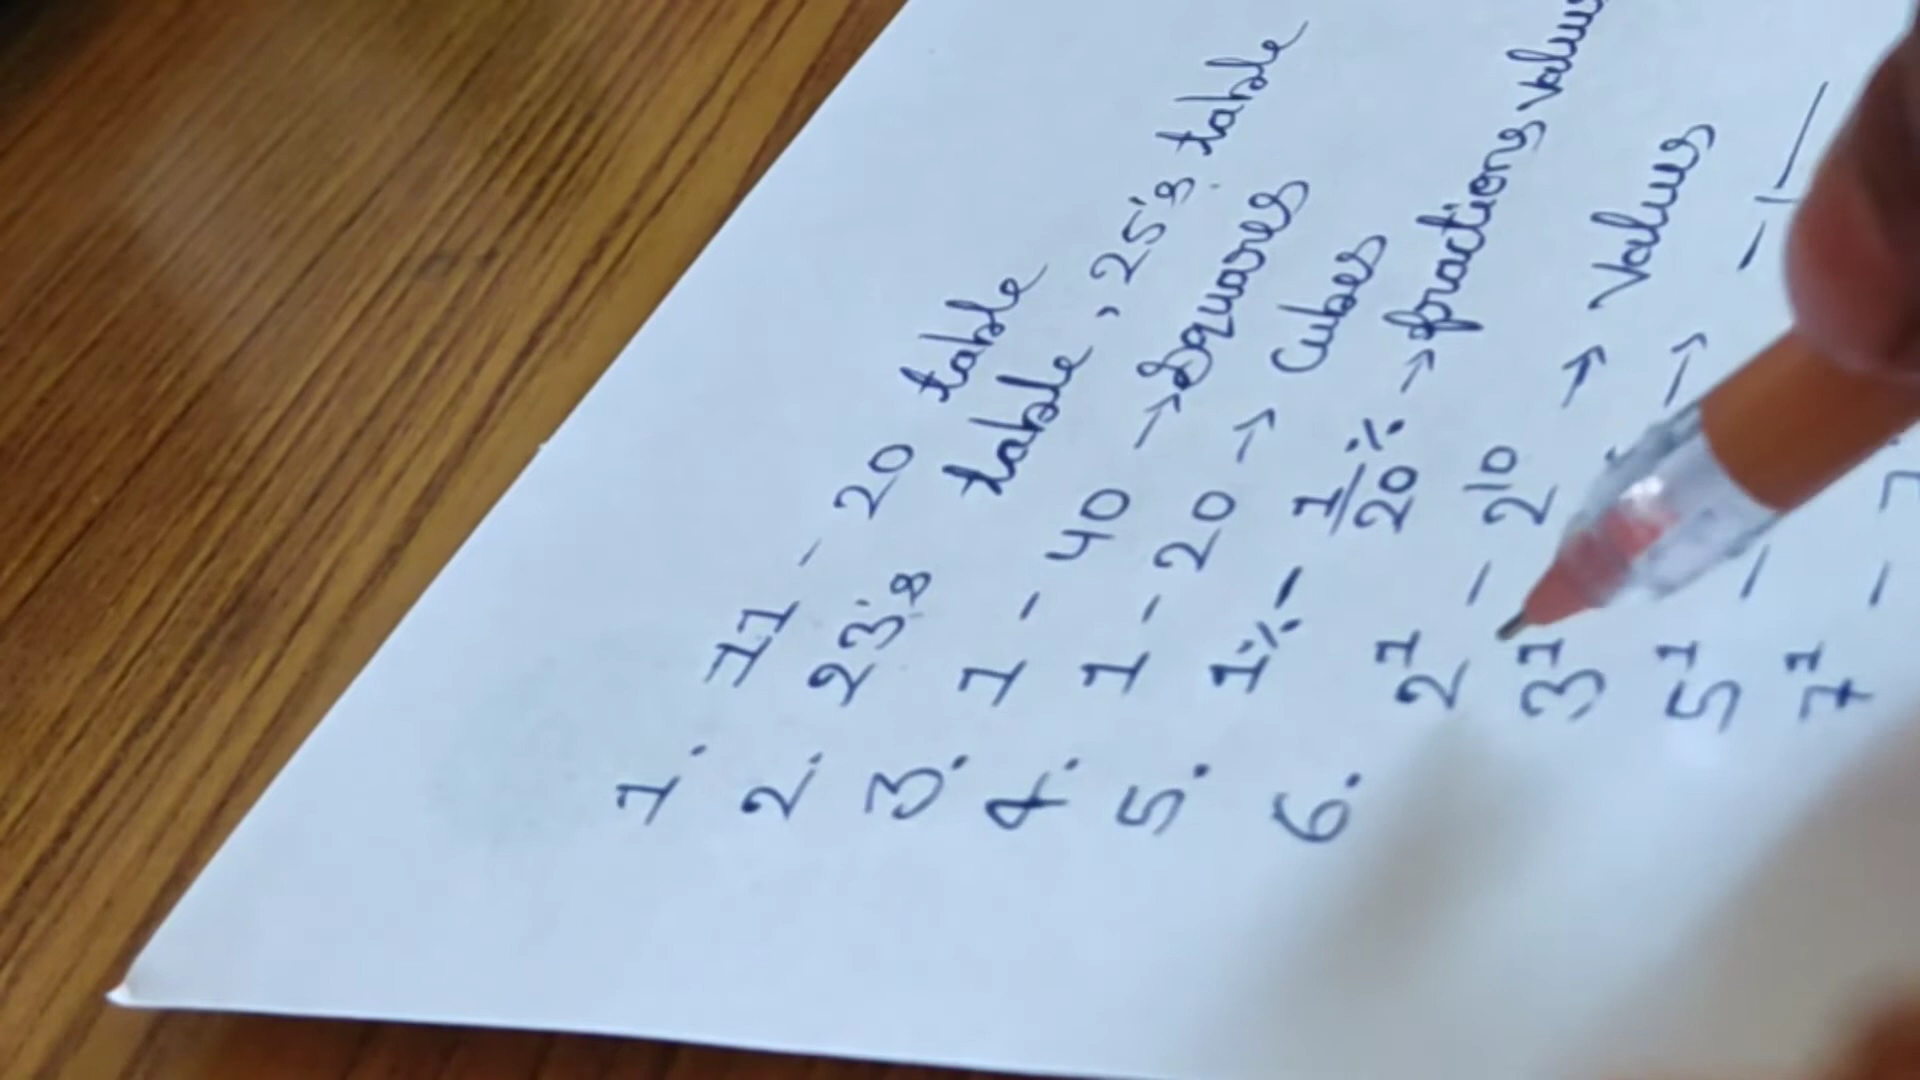 1. 11 - 20 table
2. 23's table, 25's table
3. 1 - 40 → Squares
4. 1 - 20 → Cubes
5. 1% - 1/20% → fractions
6. 2¹ - 2¹⁰ → Values
3¹
5¹ -
7¹ -